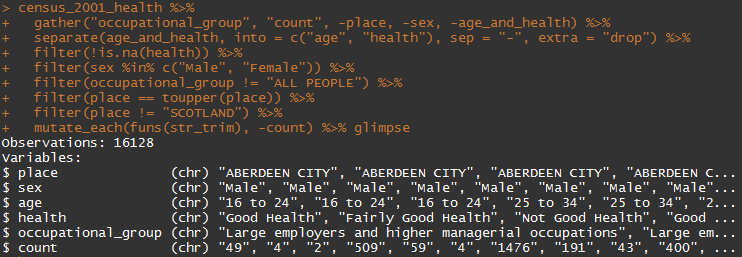 > census_2001_health %>%
+   gather("occupational_group", "count", -place, -sex, -age_and_health) %>%
+   separate(age_and_health, into = c("age", "health"), sep = "-", extra = "drop") %>%
+   filter(!is.na(health)) %>%
+   filter(sex %in% c("Male", "Female")) %>%
+   filter(occupational_group != "ALL PEOPLE") %>%
+   filter(place == toupper(place)) %>%
+   filter(place != "SCOTLAND") %>%
+   mutate_each(funs(str_trim), -count) %>% glimpse
Observations: 16128
Variables:
$ place              (chr) "ABERDEEN CITY", "ABERDEEN CITY", "ABERDEEN CITY", "ABERDEEN C...
$ sex                (chr) "Male", "Male", "Male", "Male", "Male", "Male", "Male", "Male"...
$ age                (chr) "16 to 24", "16 to 24", "16 to 24", "25 to 34", "25 to 34", "2...
$ health             (chr) "Good Health", "Fairly Good Health", "Not Good Health", "Good ...
$ occupational_group (chr) "Large employers and higher managerial occupations", "Large em...
$ count              (chr) "49", "4", "2", "509", "59", "4", "1476", "191", "43", "400", ...